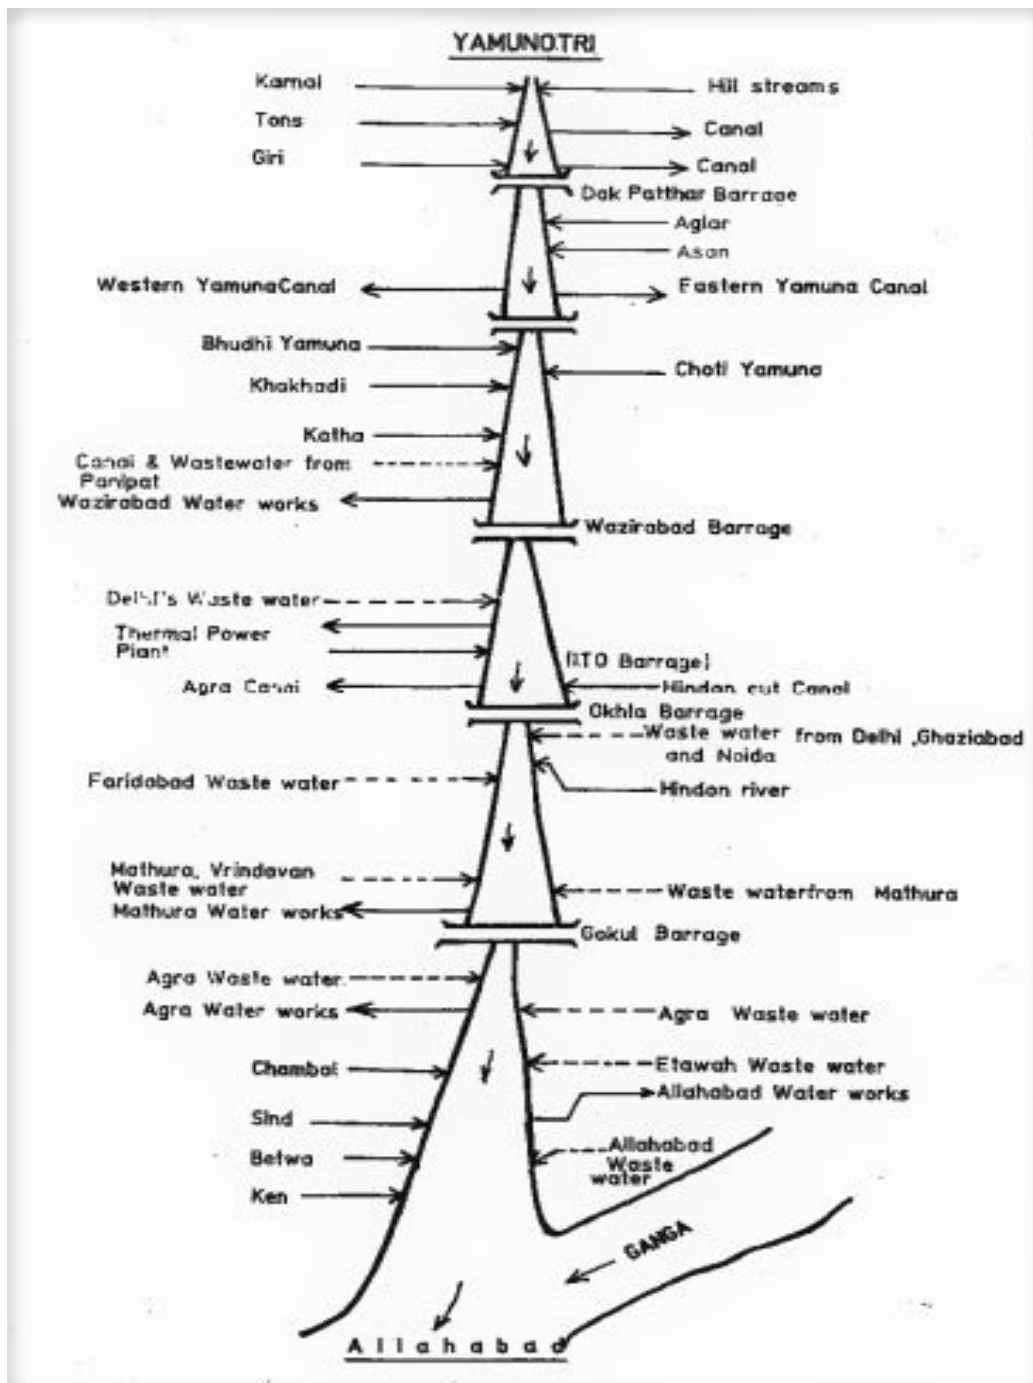 YAMUNOTRI
Kamal
Hill streams
Tons
Canal
Giri
Canal
Dak Patthar Barrage
Aglar
Asan
Western YamunaCanal
Eastern Yamuna Canal
Bhudhi Yamuna
Choti Yamuna
Khakhadi
Katha
Canal & Wastewater from
Panipat
Wazirabad Water works
Wazirabad Barrage
Delhi's Waste water
Thermal Power
Plant
(ITO Barrage)
Agra Canal
Hindon cut Canal
Okhla Barrage
Waste water from Delhi ,Ghaziabad
and Noida
Faridabad Waste water
Hindon river
Mathura, Vrindavan
Waste water
Waste waterfrom Mathura
Mathura Water works
Gokul Barrage
Agra Waste water
Agra Water works
Agra Waste water
Chambal
Etawah Waste water
Allahabad Water works
Sind
Allahabad
Waste
water
Betwa
Ken
GANGA
Allahabad